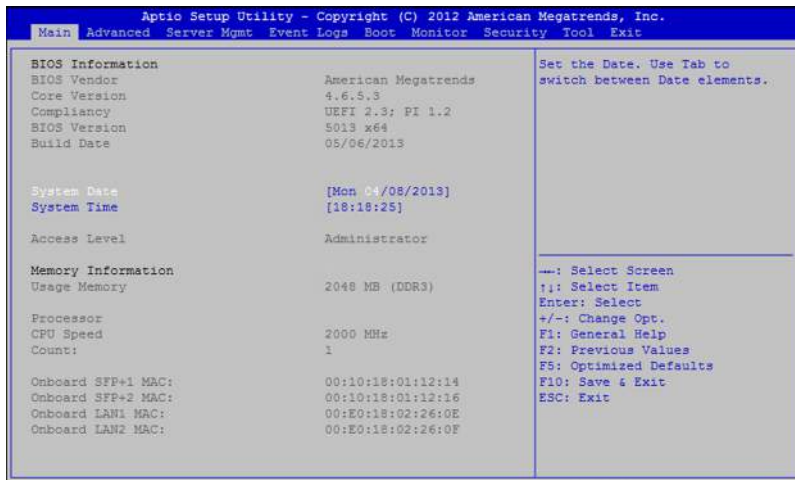 Aptio Setup Utility - Copyright (C) 2012 American Megatrends, Inc.
Main Advanced Server Mgmt Event Logs Boot Monitor Security Tool Exit
BIOS Information
BIOS Vendor American Megatrends
Core Version 4.6.5.3
Compliancy UEFI 2.3; PI 1.2
BIOS Version 5013 x64
Build Date 05/06/2013
System Date [Mon 04/08/2013]
System Time [18:18:25]
Access Level Administrator
Memory Information
Usage Memory 2048 MB (DDR3)
Processor
CPU Speed 2000 MHz
Count: 1
Onboard SFP+1 MAC: 00:10:18:01:12:14
Onboard SFP+2 MAC: 00:10:18:01:12:16
Onboard LAN1 MAC: 00:E0:18:02:26:0E
Onboard LAN2 MAC: 00:E0:18:02:26:0F
Set the Date. Use Tab to
switch between Date elements.
→←: Select Screen
↑↓: Select Item
Enter: Select
+/-: Change Opt.
F1: General Help
F2: Previous Values
F5: Optimized Defaults
F10: Save & Exit
ESC: Exit